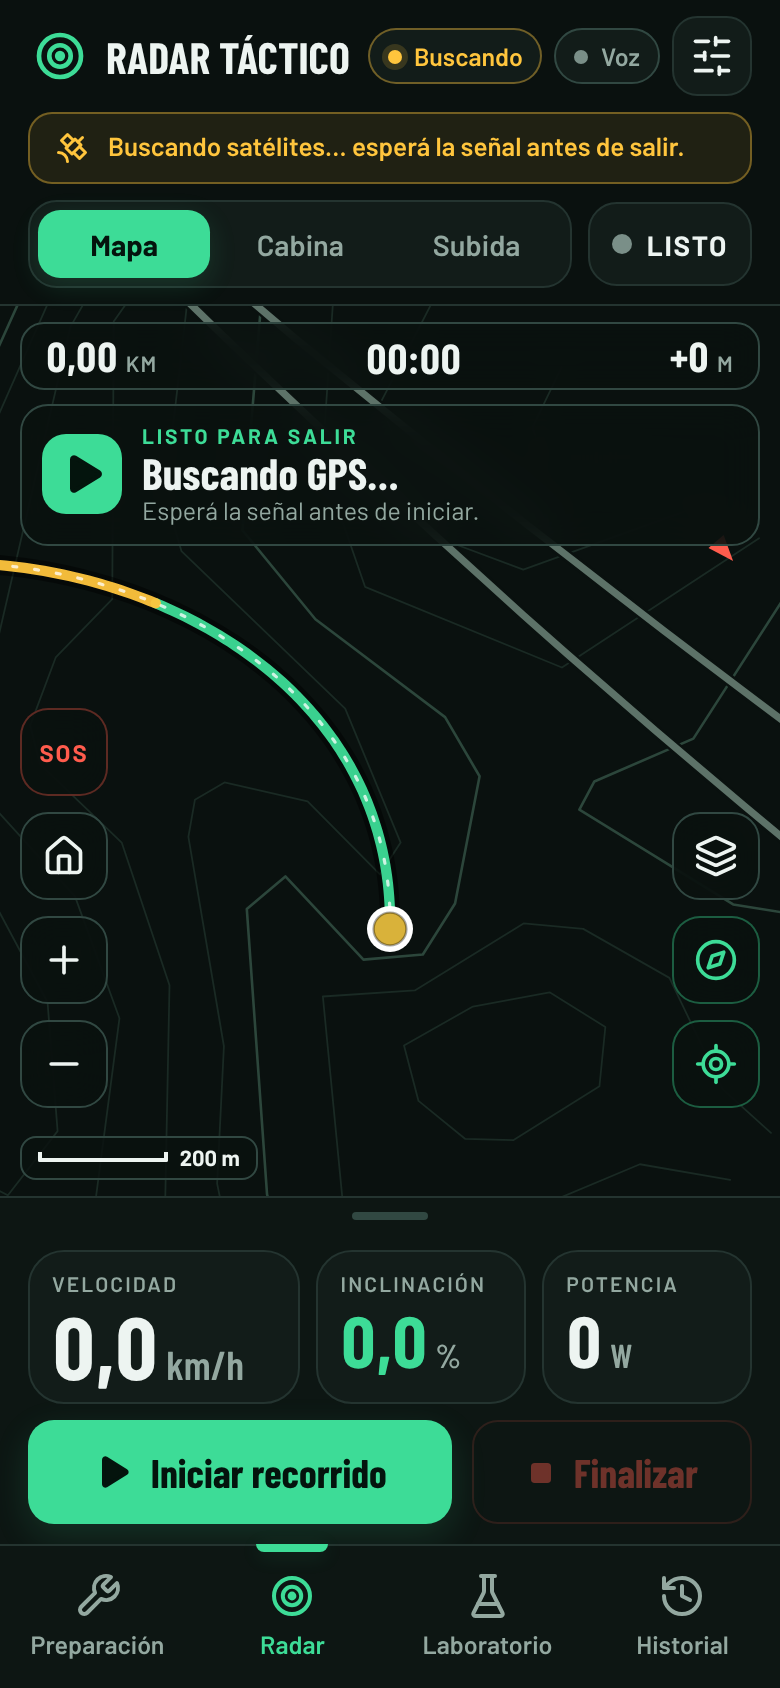 RADAR TÁCTICO
Buscando
Voz
Buscando satélites... esperá la señal antes de salir.
Mapa
Cabina
Subida
LISTO
0,00 KM
00:00
+0 M
LISTO PARA SALIR
Buscando GPS...
Esperá la señal antes de iniciar.
SOS
200 m
VELOCIDAD
0,0 km/h
INCLINACIÓN
0,0 %
POTENCIA
0 W
Iniciar recorrido
Finalizar
Preparación
Radar
Laboratorio
Historial